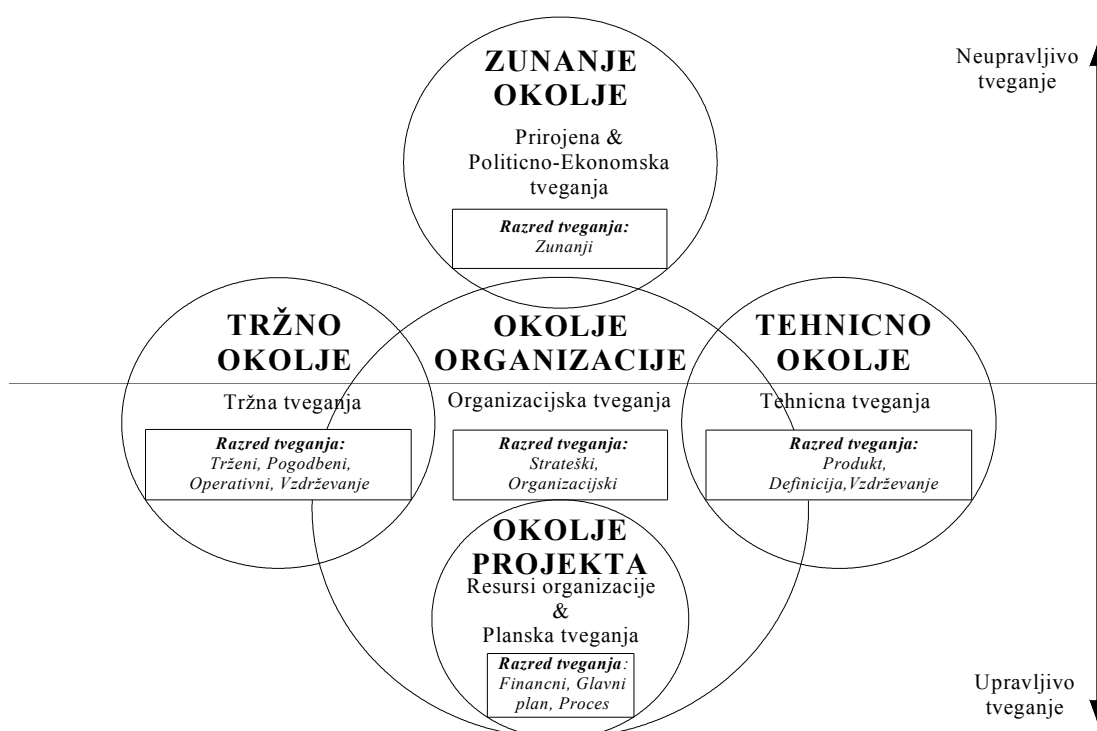 ZUNANJE
OKOLJE
Prirojena &
Politicno-Ekonomska
tveganja
Razred tveganja:
Zunanji
Neupravljivo
tveganje
TRŽNO
OKOLJE
Tržna tveganja
Razred tveganja:
Trženi, Pogodbeni,
Operativni, Vzdrževanje
OKOLJE
ORGANIZACIJE
Organizacijska tveganja
Razred tveganja:
Strateški,
Organizacijski
TEHNICNO
OKOLJE
Tehnicna tveganja
Razred tveganja:
Produkt,
Definicija,Vzdrževanje
OKOLJE
PROJEKTA
Resursi organizacije
&
Planska tveganja
Razred tveganja:
Financni, Glavni
plan, Proces
Upravljivo
tveganje